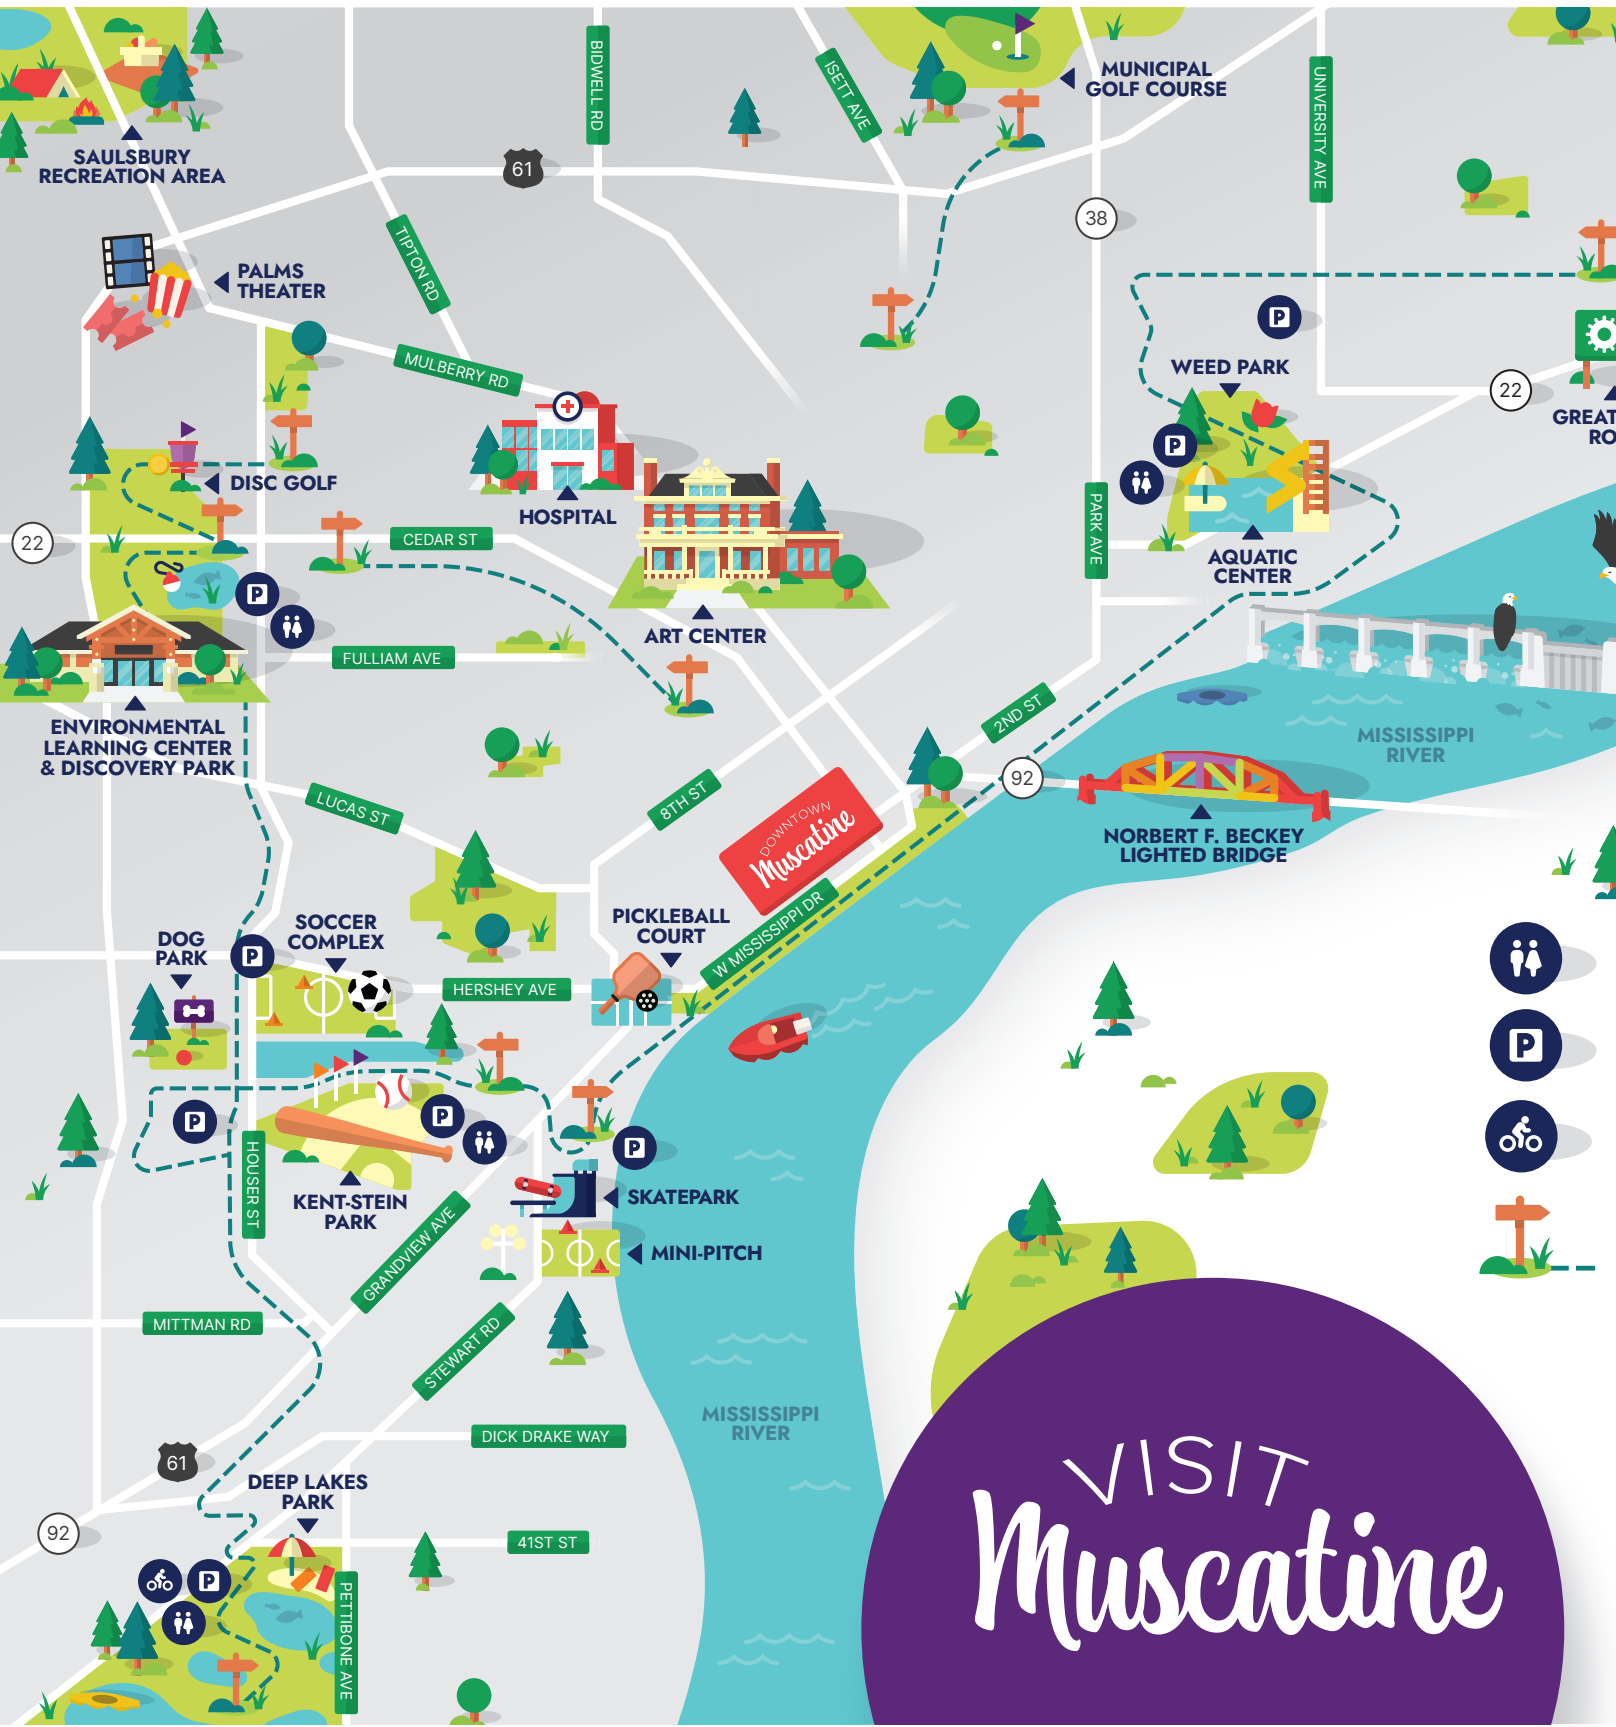 BIDWELL RD
ISETT AVE
MUNICIPAL
GOLF COURSE
UNIVERSITY AVE
SAULSBURY
RECREATION AREA
61
38
TIPTON RD
PALMS
THEATER
P
MULBERRY RD
WEED PARK
22
GREAT
RO
P
DISC GOLF
HOSPITAL
PARK AVE
22
CEDAR ST
AQUATIC
CENTER
P
ART CENTER
FULLIAM AVE
ENVIRONMENTAL
LEARNING CENTER
& DISCOVERY PARK
2ND ST
MISSISSIPPI
RIVER
92
LUCAS ST
8TH ST
DOWNTOWN
Muscatine
NORBERT F. BECKEY
LIGHTED BRIDGE
W MISSISSIPPI DR
SOCCER
COMPLEX
PICKLEBALL
COURT
DOG
PARK
P
HERSHEY AVE
P
P
P
P
HOUSER ST
KENT-STEIN
PARK
SKATEPARK
GRANDVIEW AVE
MINI-PITCH
MITTMAN RD
STEWART RD
MISSISSIPPI
RIVER
DICK DRAKE WAY
61
DEEP LAKES
PARK
92
41ST ST
P
PETTIBONE AVE
VISIT
Muscatine